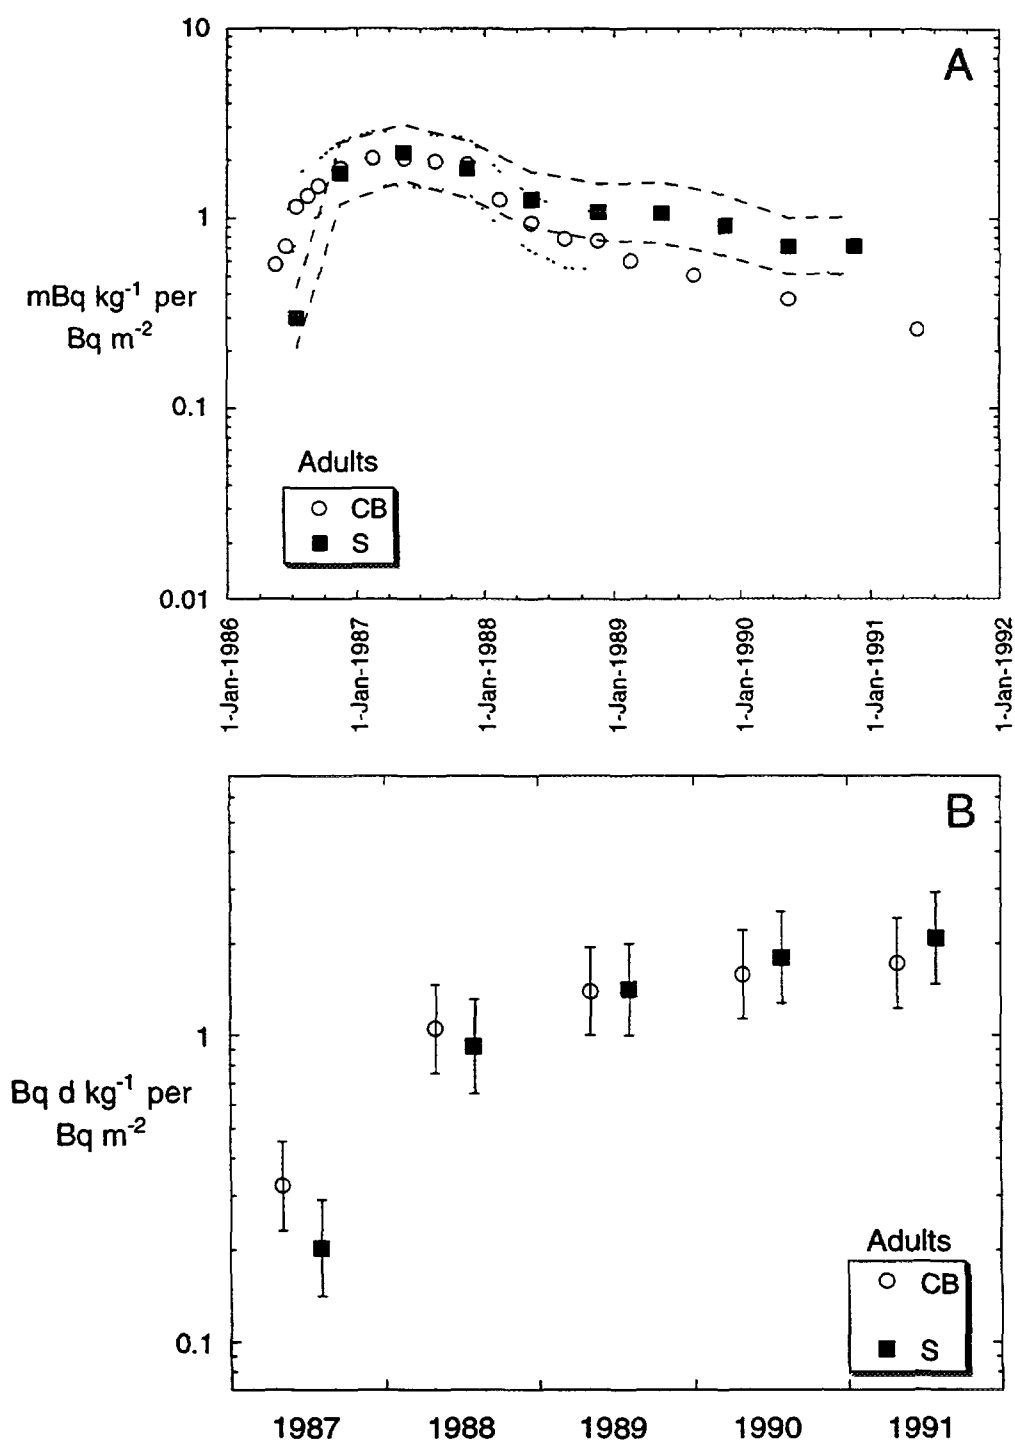 10
A
1
mBq kg⁻¹ per
Bq m⁻²
0.1
Adults
CB
S
0.01
1-Jan-1986
1-Jan-1987
1-Jan-1988
1-Jan-1989
1-Jan-1990
1-Jan-1991
1-Jan-1992
B
1
Bq d kg⁻¹ per
Bq m⁻²
Adults
CB
0.1
S
1987
1988
1989
1990
1991